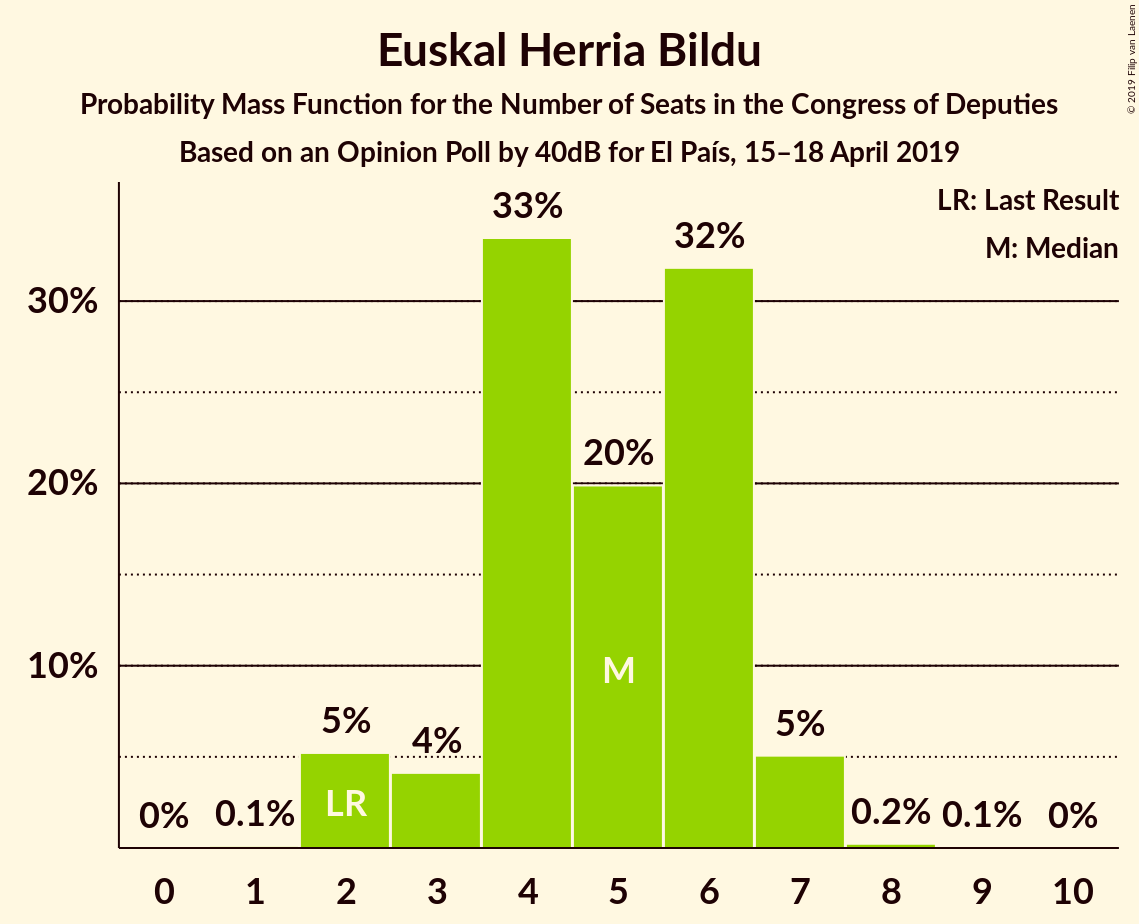 Euskal Herria Bildu
Probability Mass Function for the Number of Seats in the Congress of Deputies
Based on an Opinion Poll by 40dB for El País, 15–18 April 2019
© 2019 Filip van Laenen
LR: Last Result
M: Median
33%
32%
30%
20%
20%
M
10%
5%
4%
5%
LR
0%
0.1%
0.2%
0.1%
0%
0 1 2 3 4 5 6 7 8 9 10